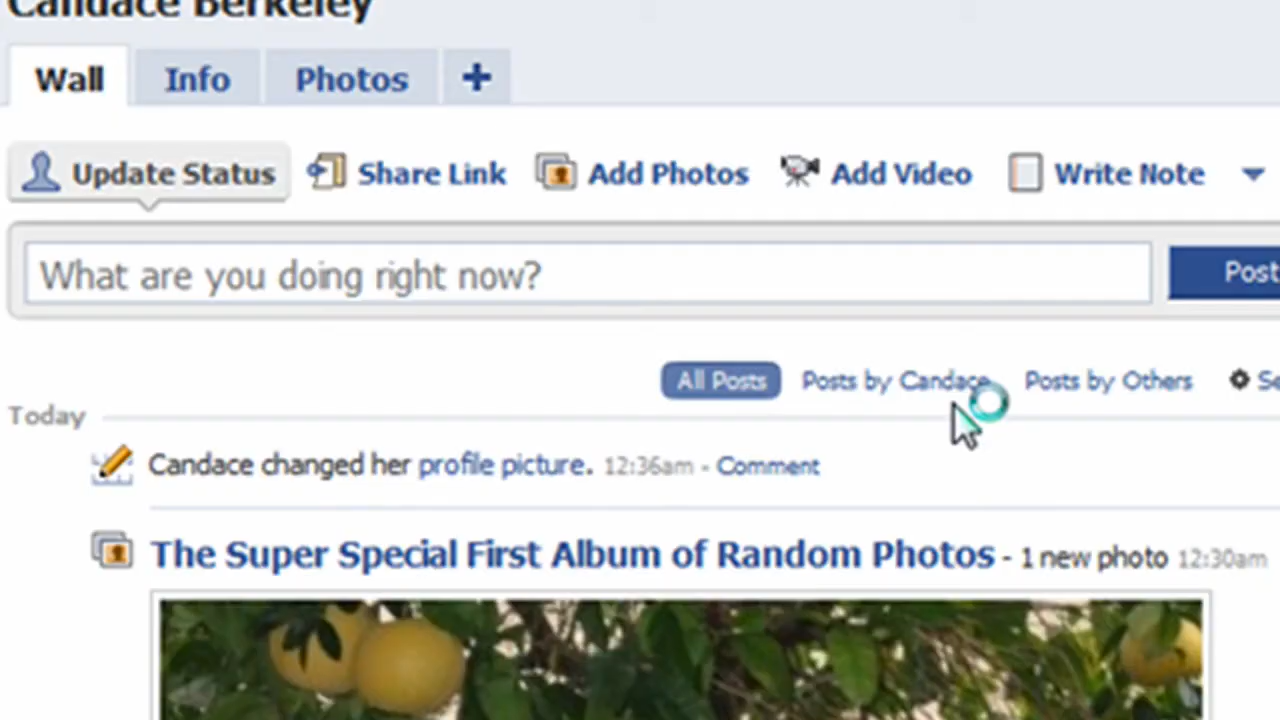 Candace Berkeley
Wall Info Photos +
Update Status Share Link Add Photos Add Video Write Note
What are you doing right now? Post
All Posts Posts by Candace Posts by Others
Today
Candace changed her profile picture. 12:36am - Comment
The Super Special First Album of Random Photos - 1 new photo 12:30am